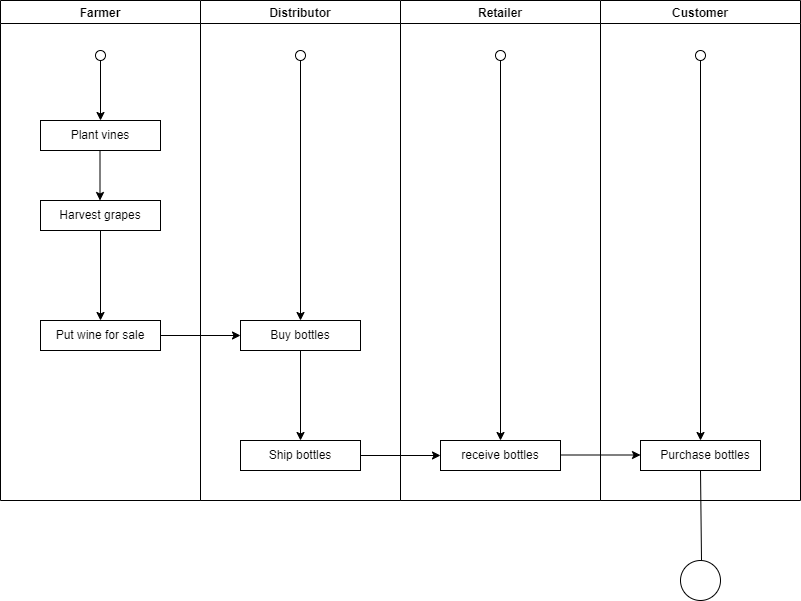 Farmer
Distributor
Retailer
Customer
Plant vines
Harvest grapes
Put wine for sale
Buy bottles
Ship bottles
receive bottles
Purchase bottles